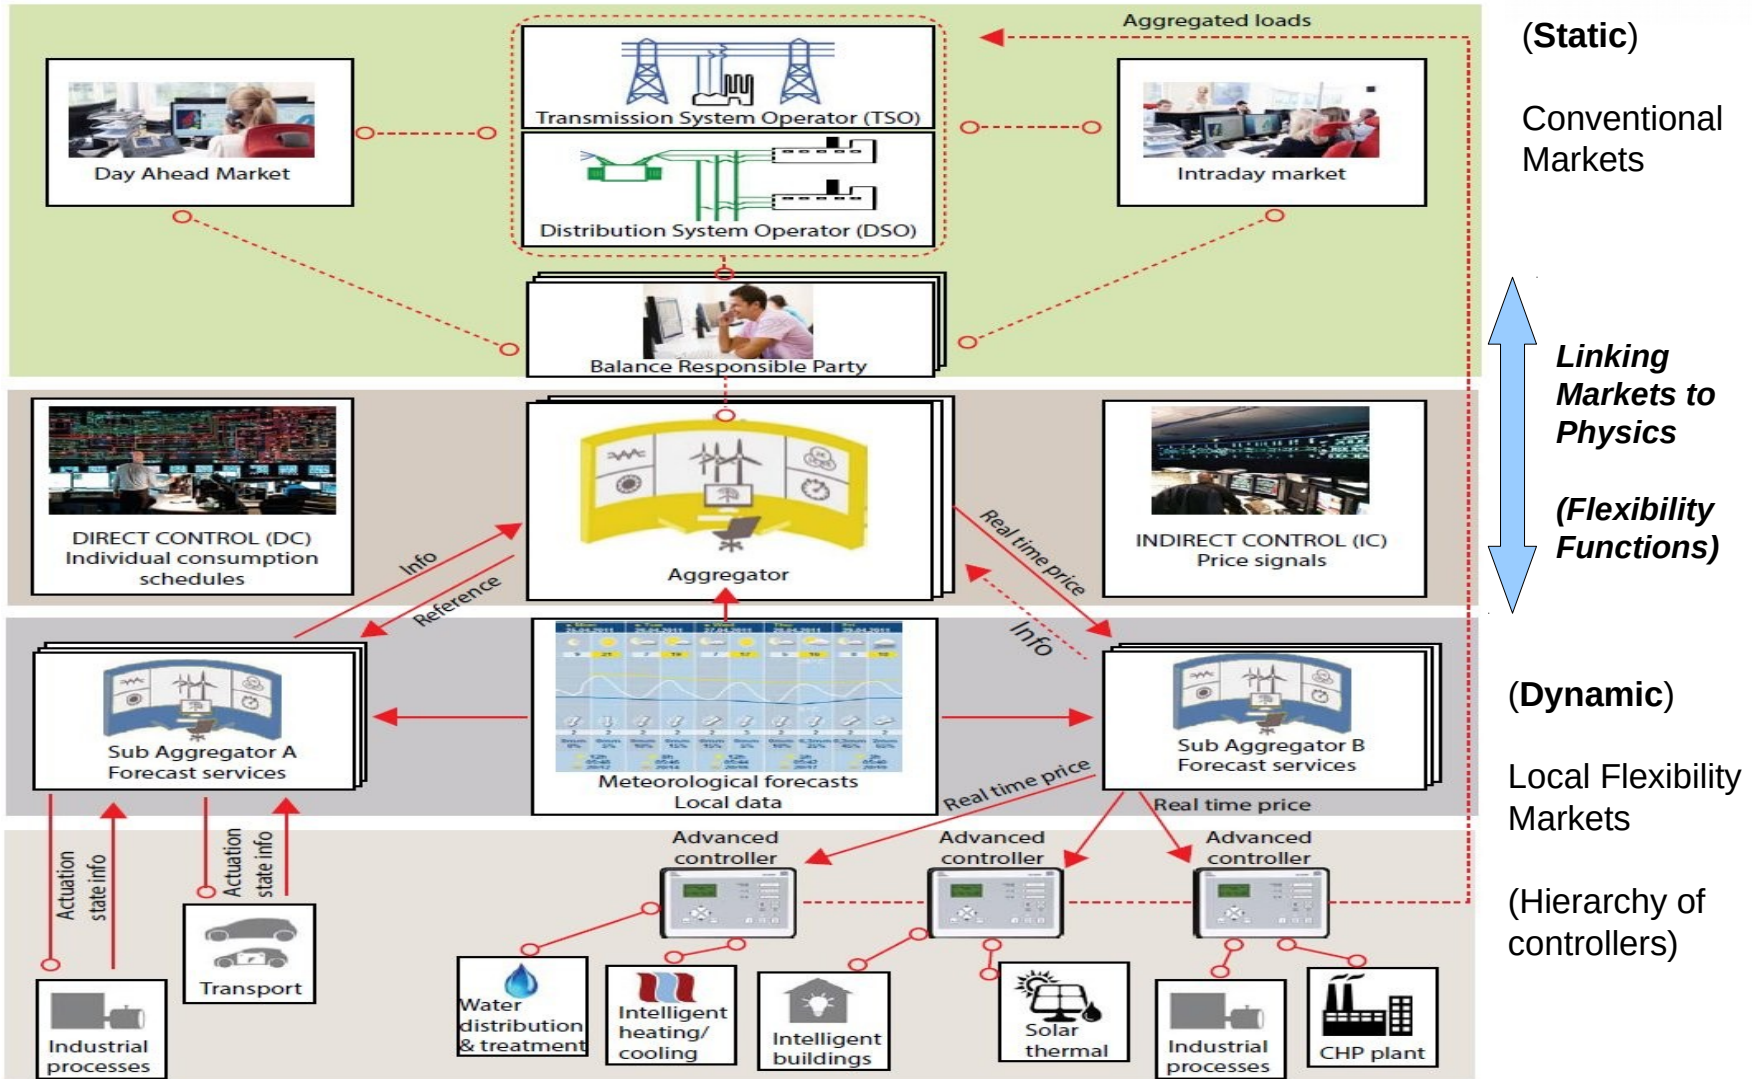 Aggregated loads
Transmission System Operator (TSO)
Day Ahead Market
Distribution System Operator (DSO)
Intraday market
Balance Responsible Party
(Static)
Conventional
Markets
Linking
Markets to
Physics
(Flexibility
Functions)
DIRECT CONTROL (DC)
Individual consumption
schedules
Info
Reference
Aggregator
Real time price
Info
INDIRECT CONTROL (IC)
Price signals
Sub Aggregator A
Forecast services
Meteorological forecasts
Local data
Sub Aggregator B
Forecast services
Real time price
Real time price
(Dynamic)
Local Flexibility
Markets
(Hierarchy of
controllers)
Actuation
state info
Actuation
state info
Advanced
controller
Advanced
controller
Advanced
controller
Industrial
processes
Transport
Water
distribution
& treatment
Intelligent
heating/
cooling
Intelligent
buildings
Solar
thermal
Industrial
processes
CHP plant